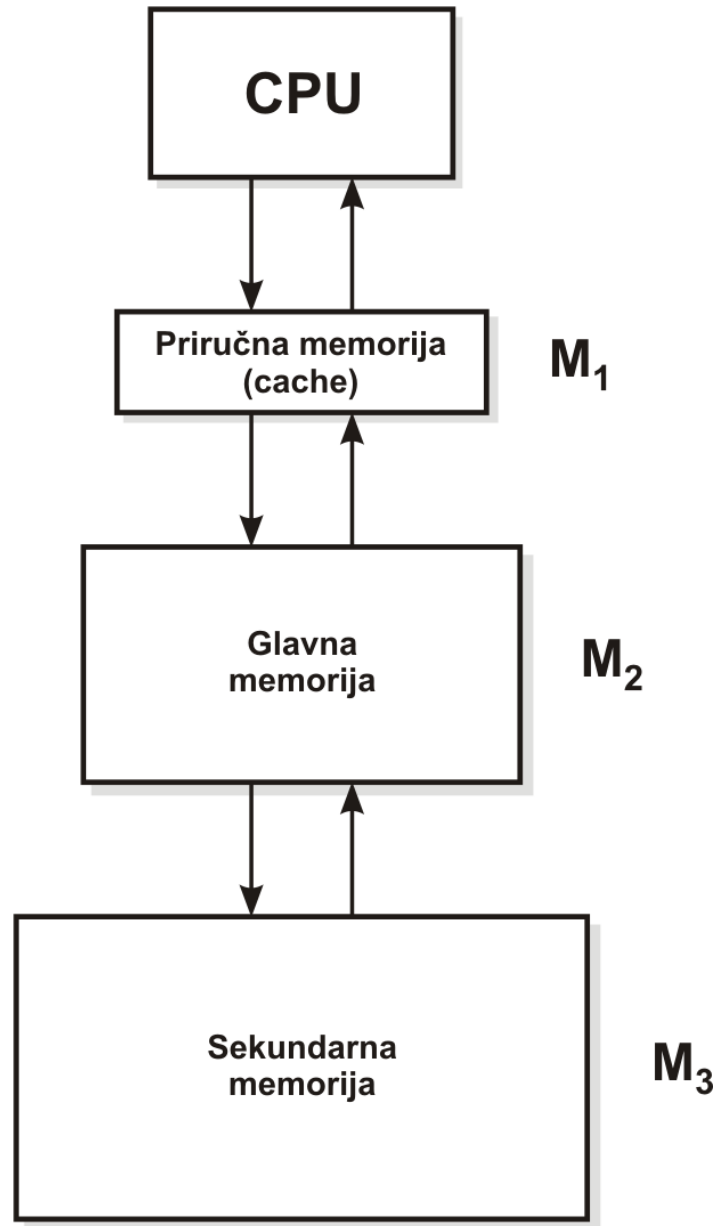 CPU
Priručna memorija
(cache)
M₁
Glavna
memorija
M₂
Sekundarna
memorija
M₃